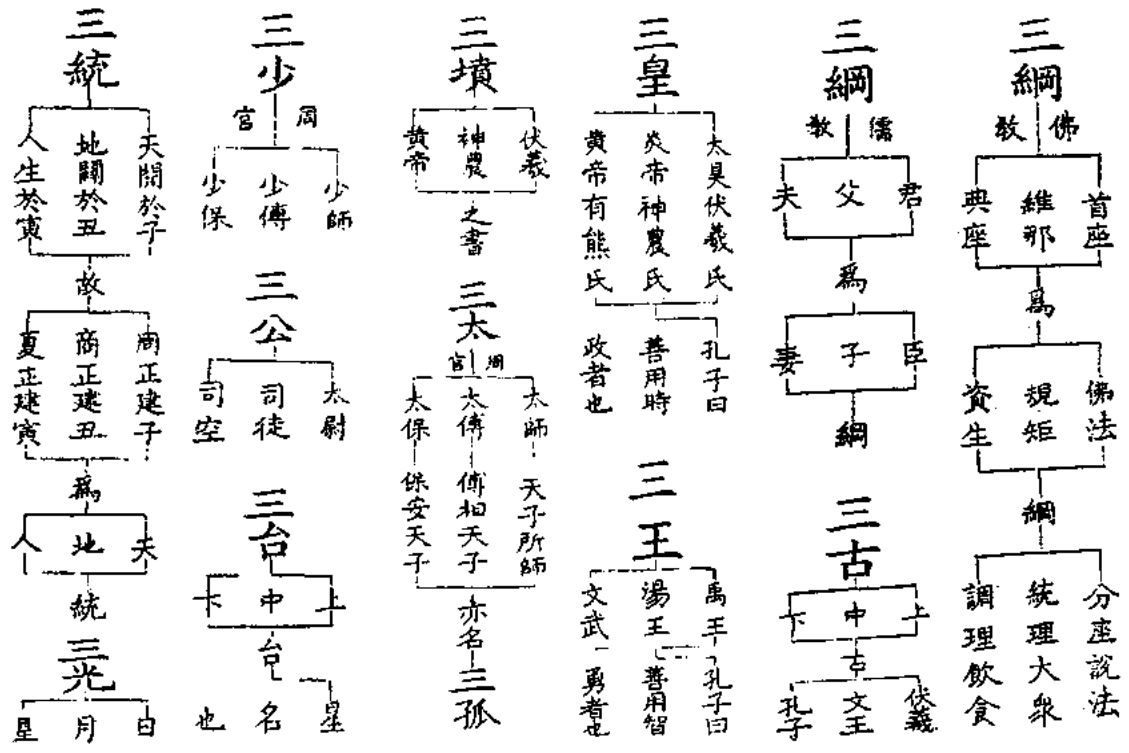 三綱
佛教
首座
維那
典座
為
佛法
規矩
資生
綱
分座說法
統理大衆
調理飲食
三綱
儒教
君
父
夫
為
臣
子
妻
綱
三古
上
中
下
古
伏羲
文王
孔子
三皇
太昊伏羲氏
炎帝神農氏
黃帝有熊氏
孔子曰
善用時
政者也
三王
禹王
湯王
文武
孔子曰
善用智
勇者也
三墳
伏羲
神農
黃帝
之書
三太
周官
太師
太傅
太保
天子所師
傅相天子
保安天子
亦名
三孤
三少
周官
少師
少傅
少保
三公
太尉
司徒
司空
三台
上
中
下
台
星
名
也
三統
天開於子
地闢於丑
人生於寅
故
周正建子
商正建丑
夏正建寅
為
天
地
人
統
三光
日
月
星